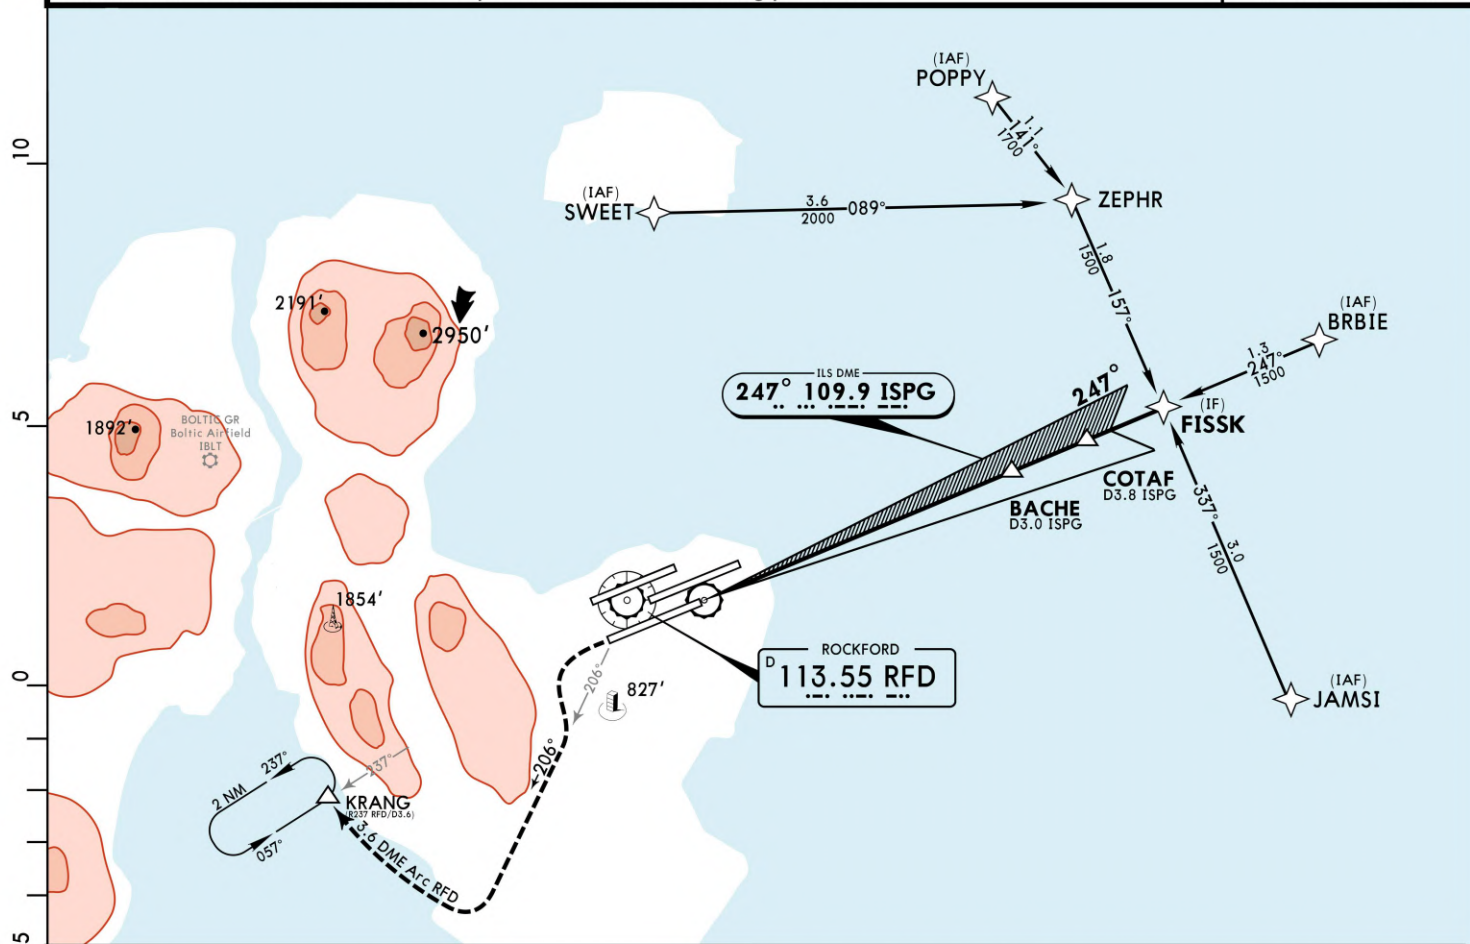 (IAF)
POPPY
1.1
141°
1700
10
(IAF)
SWEET
3.6
2000
089°
ZEPHR
1.8
1500
157°
(IAF)
BRBIE
1.3
247°
1500
2191'
2950'
ILS DME
247° 109.9 ISPG
247°
(IF)
FISSK
5
1892'
BOLTIC GR
Boltic Airfield
IBLT
COTAF
D3.8 ISPG
BACHE
D3.0 ISPG
337°
3.0
1500
1854'
ROCKFORD
D
113.55 RFD
0
206°
827'
(IAF)
JAMSI
206°
237°
237°
2 NM
057°
KRANG
(R237 RFD/D3.6)
3.6 DME Arc RFD
5